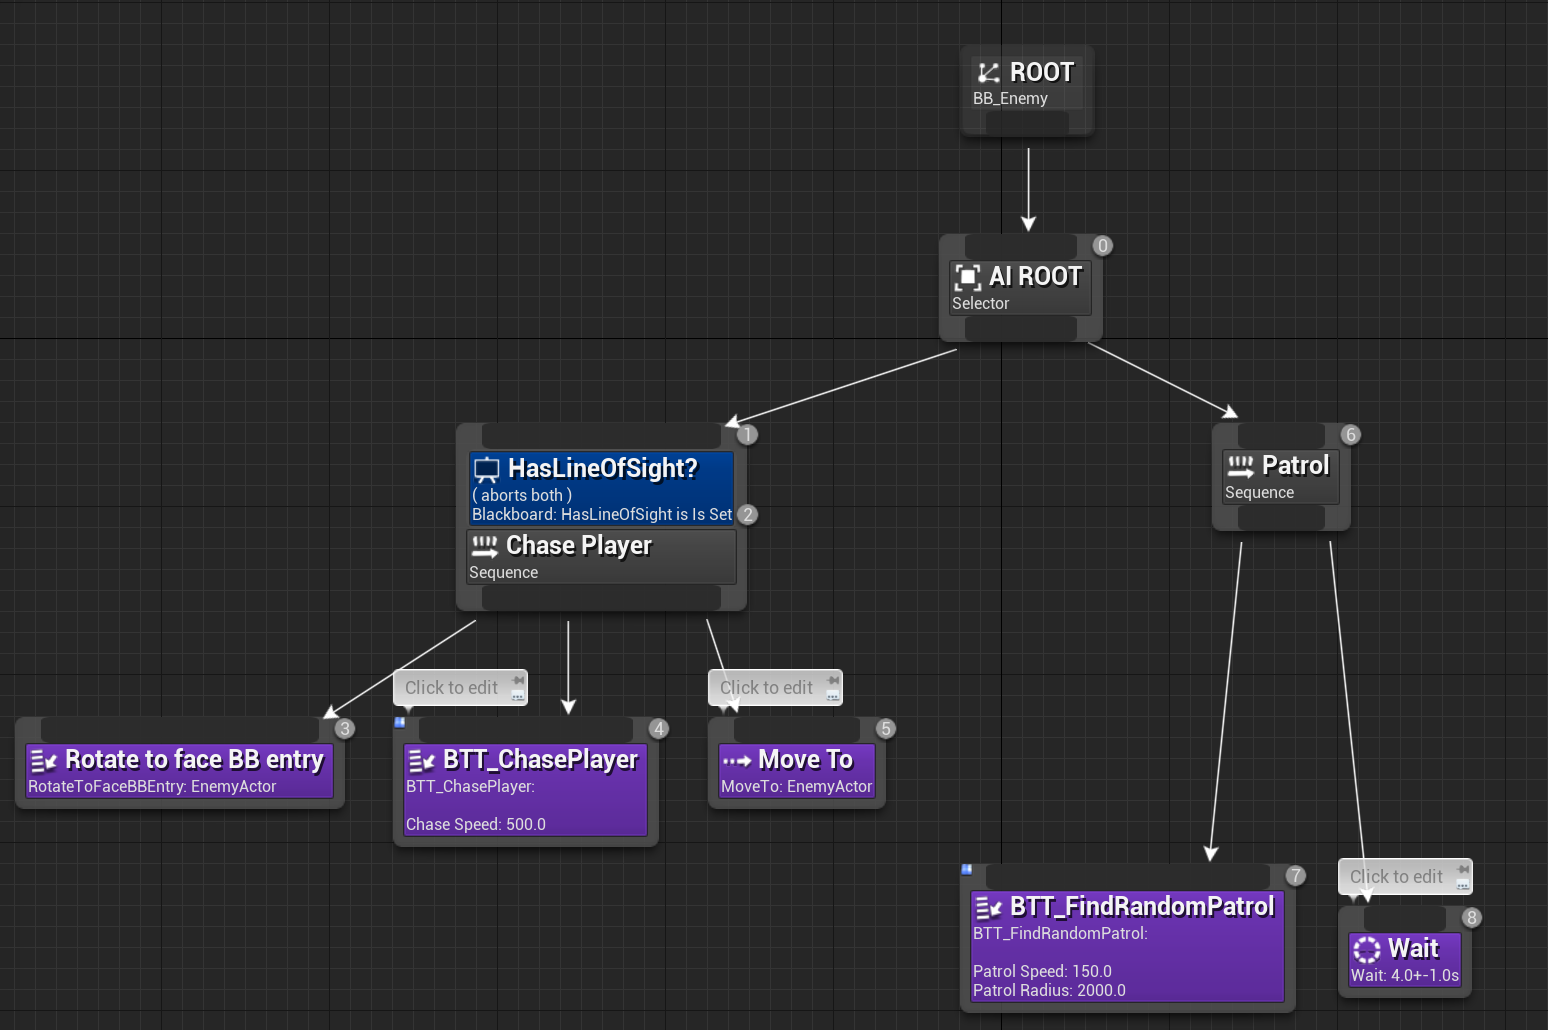 ROOT
BB_Enemy
0
AI ROOT
Selector
1
HasLineOfSight?
( aborts both )
Blackboard: HasLineOfSight is Is Set
2
Chase Player
Sequence
6
Patrol
Sequence
Click to edit
Click to edit
3
Rotate to face BB entry
RotateToFaceBBEntry: EnemyActor
4
BTT_ChasePlayer
BTT_ChasePlayer:
Chase Speed: 500.0
5
Move To
MoveTo: EnemyActor
7
BTT_FindRandomPatrol
BTT_FindRandomPatrol:
Patrol Speed: 150.0
Patrol Radius: 2000.0
Click to edit
8
Wait
Wait: 4.0+-1.0s